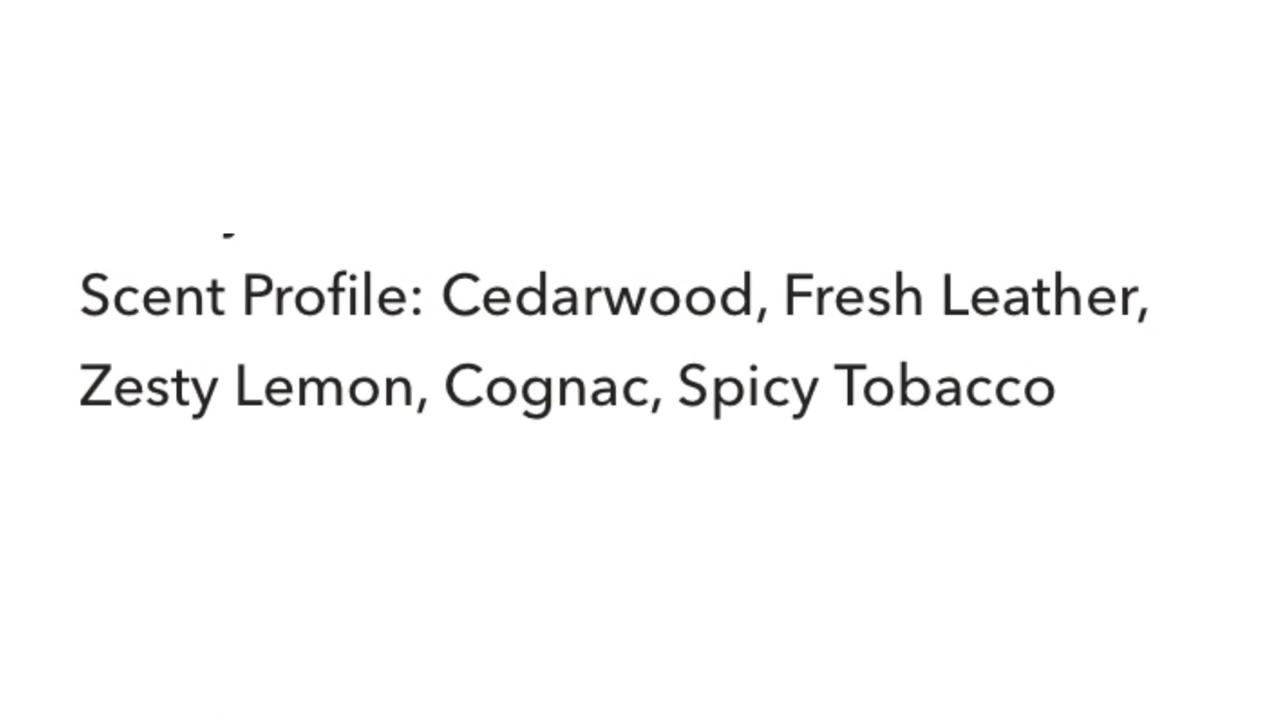 Scent Profile: Cedarwood, Fresh Leather,
Zesty Lemon, Cognac, Spicy Tobacco